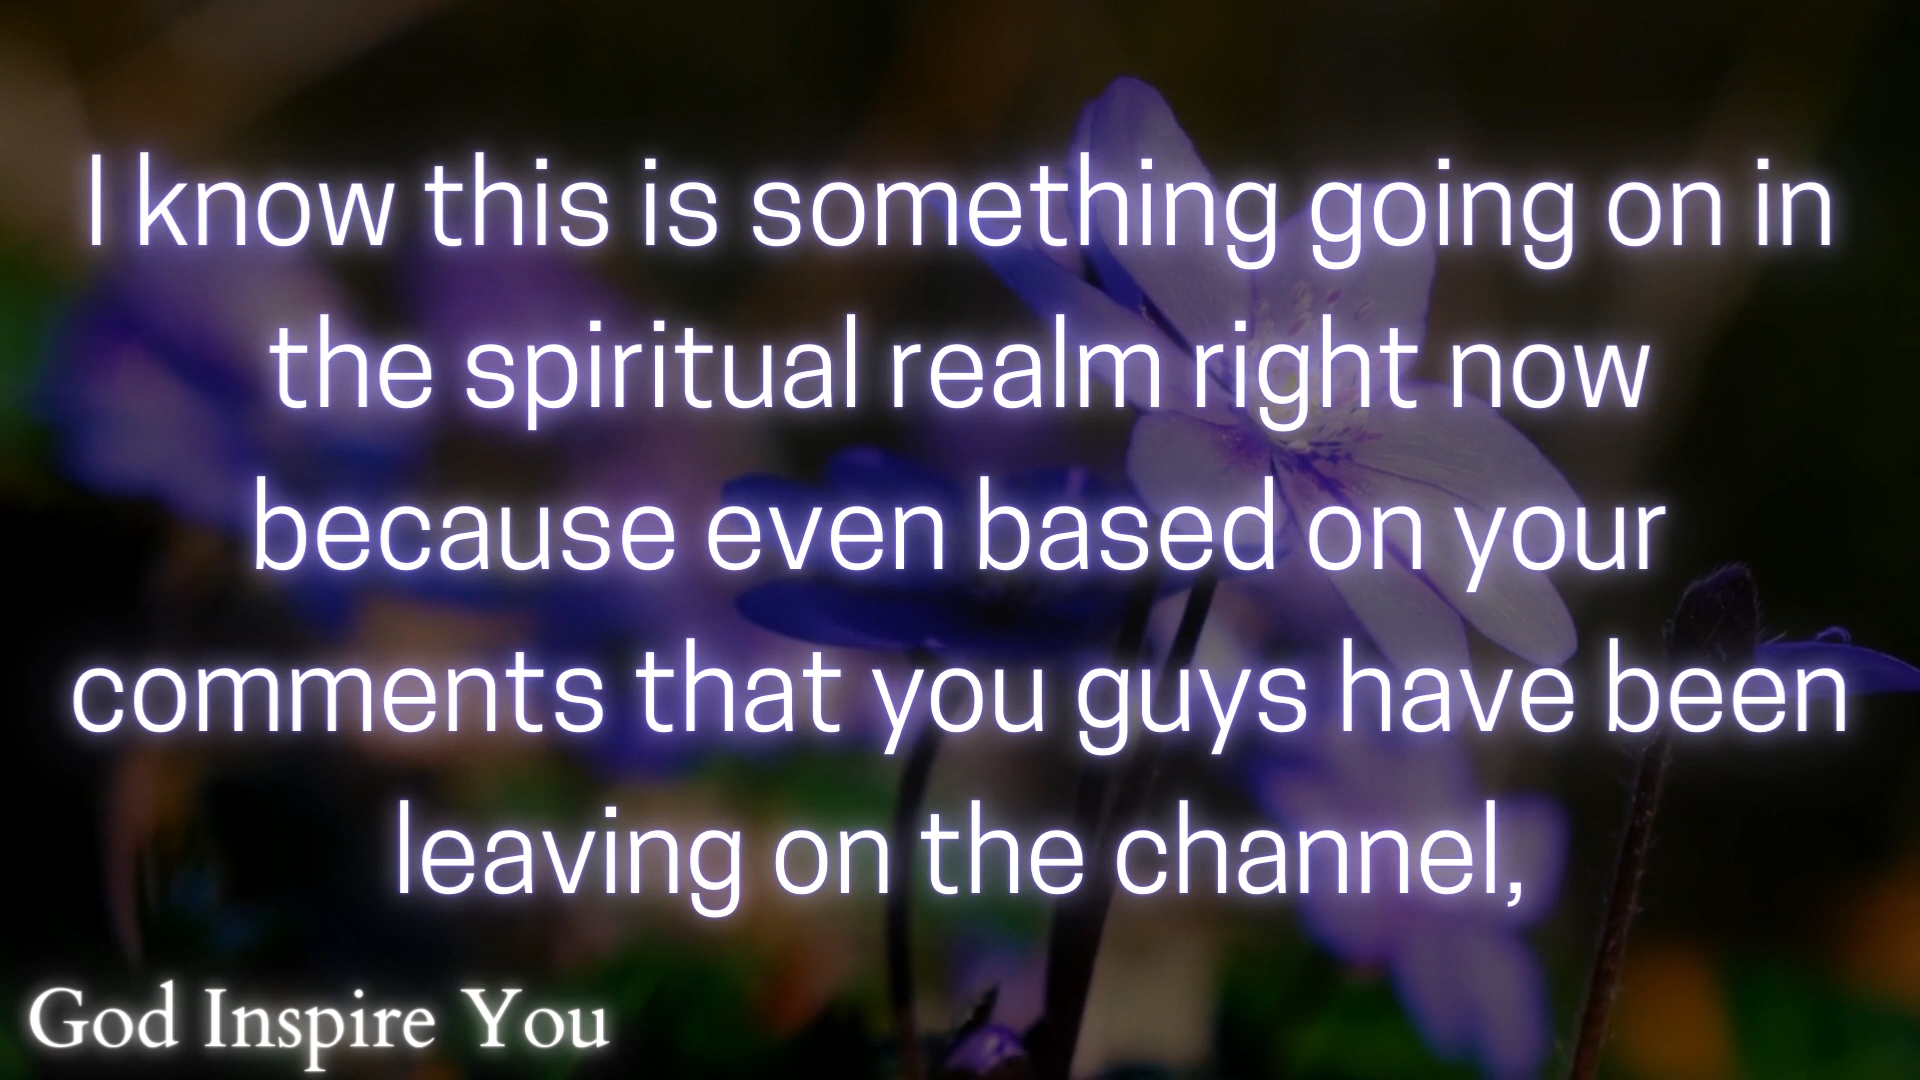 I know this is something going on in
the spiritual realm right now
because even based on your
comments that you guys have been
leaving on the channel,
God Inspire You